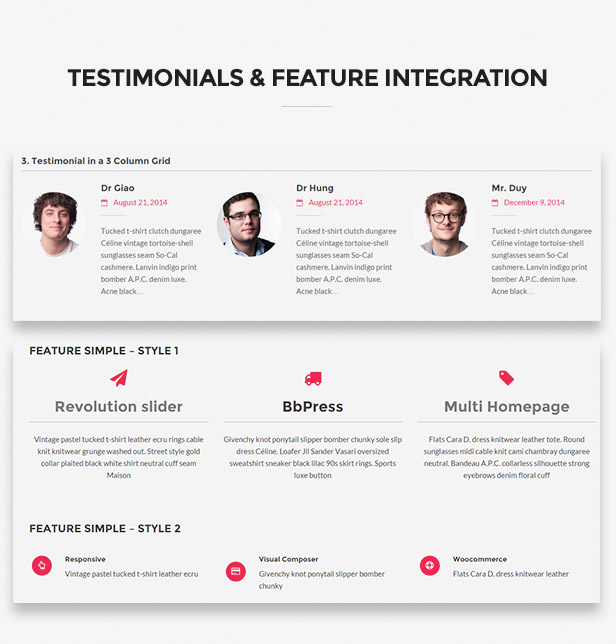 TESTIMONIALS & FEATURE INTEGRATION
3. Testimonial in a 3 Column Grid
Dr Giao
August 21, 2014
Tucked t-shirt clutch dungaree
Céline vintage tortoise-shell
sunglasses seam So-Cal
cashmere. Lanvin indigo print
bomber A.P.C. denim luxe.
Acne black...
Dr Hung
August 21, 2014
Tucked t-shirt clutch dungaree
Céline vintage tortoise-shell
sunglasses seam So-Cal
cashmere. Lanvin indigo print
bomber A.P.C. denim luxe.
Acne black...
Mr. Duy
December 9, 2014
Tucked t-shirt clutch dungaree
Céline vintage tortoise-shell
sunglasses seam So-Cal
cashmere. Lanvin indigo print
bomber A.P.C. denim luxe.
Acne black...
FEATURE SIMPLE – STYLE 1
Revolution slider
Vintage pastel tucked t-shirt leather ecru rings cable
knit knitwear grunge washed out. Street style gold
collar plaited black white shirt neutral cuff seam
Maison
BbPress
Givenchy knot ponytail slipper bomber chunky sole slip
dress Céline. Loafer Jil Sander Vasari oversized
sweatshirt sneaker black lilac 90s skirt rings. Sports
luxe button
Multi Homepage
Flats Cara D. dress knitwear leather tote. Round
sunglasses midi cable knit cami chambray dungaree
neutral. Bandeau A.P.C. collarless silhouette strong
eyebrows denim floral cuff
FEATURE SIMPLE – STYLE 2
Responsive
Vintage pastel tucked t-shirt leather ecru
Visual Composer
Givenchy knot ponytail slipper bomber
chunky
Woocommerce
Flats Cara D. dress knitwear leather